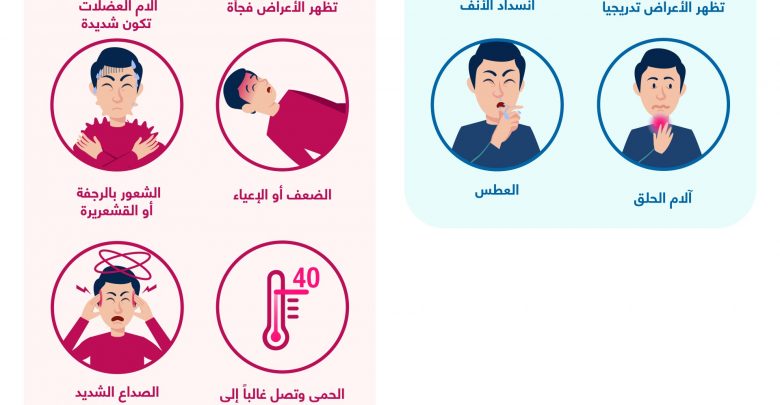 تظهر الأعراض تدريجيا
انسداد الأنف
آلام الحلق
العطس
تظهر الأعراض فجأة
آلام العضلات
تكون شديدة
الضعف أو الإعياء
الشعور بالرجفة
أو القشعريرة
40
الحمى وتصل غالباً إلى
الصداع الشديد